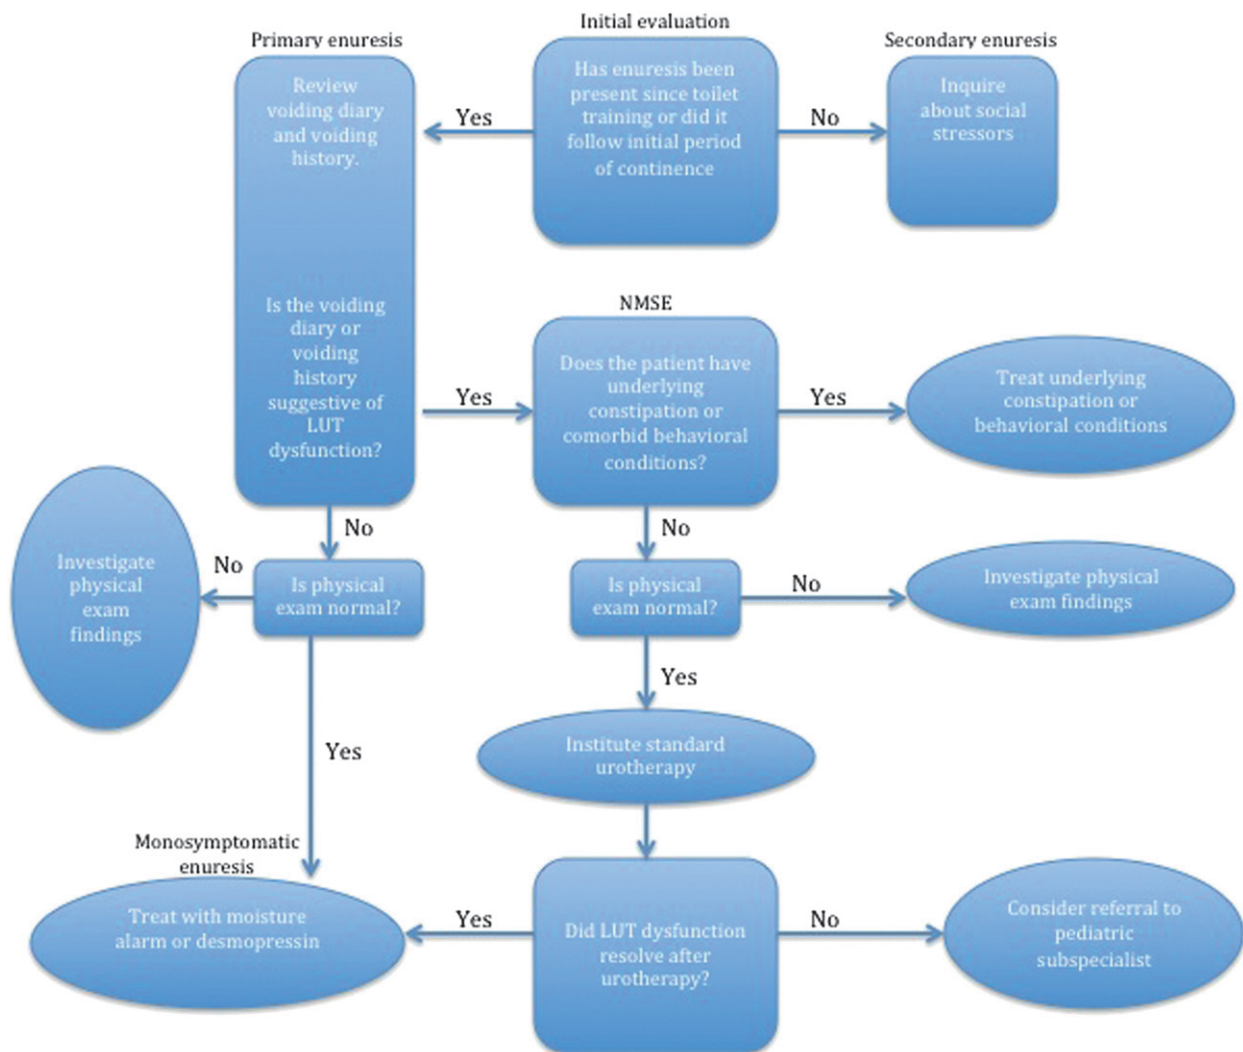 Initial evaluation
Primary enuresis
Secondary enuresis
Review
voiding diary
and voiding
history.
Yes
Has enuresis been
present since toilet
training or did it
follow initial period
of continence
No
Inquire
about social
stressors
Is the voiding
diary or
voiding
history
suggestive of
LUT
dysfunction?
Yes
NMSE
Does the patient have
underlying
constipation or
comorbid behavioral
conditions?
Yes
Treat underlying
constipation or
behavioral conditions
No
No
Investigate
physical
exam
findings
No
Is physical
exam normal?
Is physical
exam normal?
No
Investigate physical
exam findings
Yes
Yes
Institute standard
urotherapy
Monosymptomatic
enuresis
Treat with moisture
alarm or desmopressin
Yes
Did LUT dysfunction
resolve after
urotherapy?
No
Consider referral to
pediatric
subspecialist